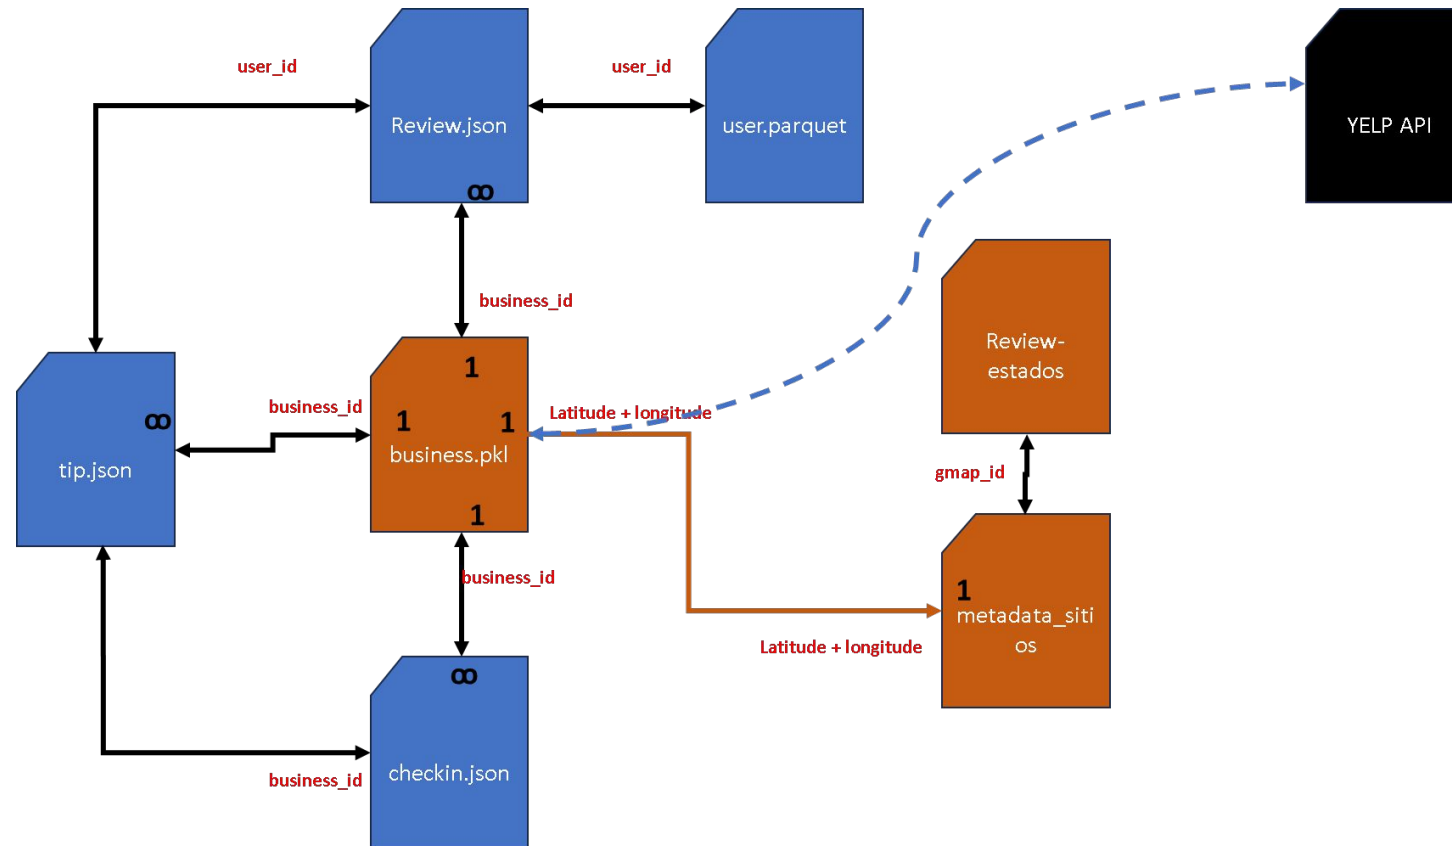 user_id
user_id
Review.json
user.parquet
YELP API
∞
business_id
Review-
estados
1
business_id
∞
1
1
Latitude + longitude
business.pkl
tip.json
gmap_id
1
business_id
1
metadata_siti
os
Latitude + longitude
∞
business_id
checkin.json